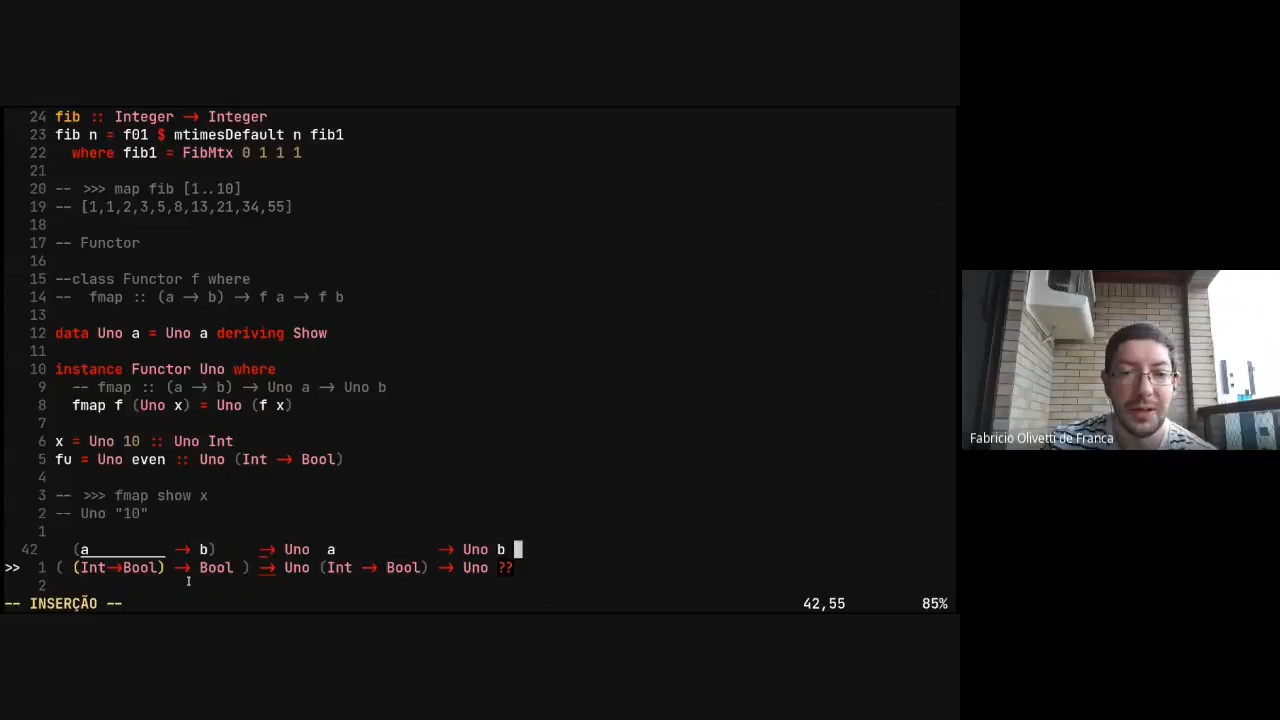 24 fib :: Integer → Integer
23 fib n = f01 $ mtimesDefault n fib1
22 where fib1 = FibMtx 0 1 1 1
21
20 -- >>> map fib [1..10]
19 -- [1,1,2,3,5,8,13,21,34,55]
18
17 -- Functor
16
15 --class Functor f where
14 -- fmap :: (a → b) → f a → f b
13
12 data Uno a = Uno a deriving Show
11
10 instance Functor Uno where
9 -- fmap :: (a → b) → Uno a → Uno b
8 fmap f (Uno x) = Uno (f x)
7
6 x = Uno 10 :: Uno Int
5 fu = Uno even :: Uno (Int → Bool)
4
3 -- >>> fmap show x
2 -- Uno "10"
1
42 (a → b) → Uno a → Uno b
>> 1 ( (Int→Bool) → Bool ) → Uno (Int → Bool) → Uno ??
2
-- INSERÇÃO -- 42,55 85%
Fabricio Olivetti de Franca